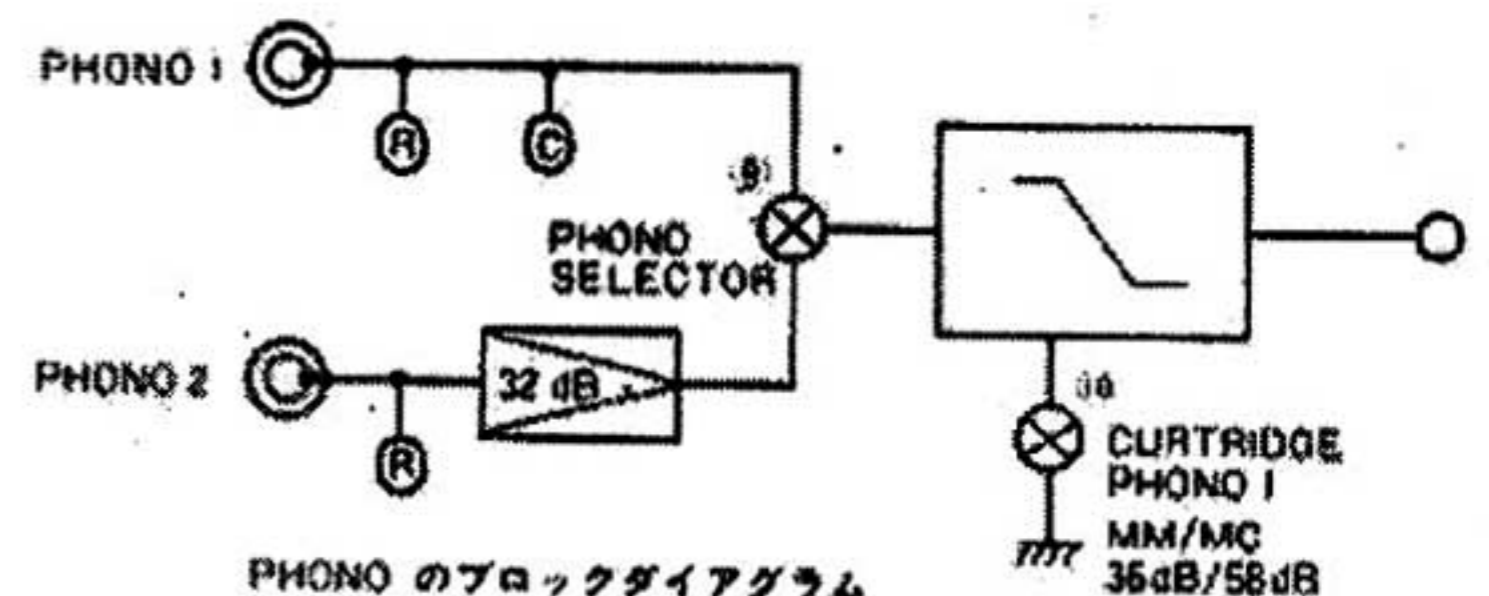 PHONO 1
R
C
PHONO
SELECTOR
PHONO 2
32 dB
R
CURTRIDGE
PHONO 1
MM/MC
36dB/58dB
PHONO のブロックダイアグラム